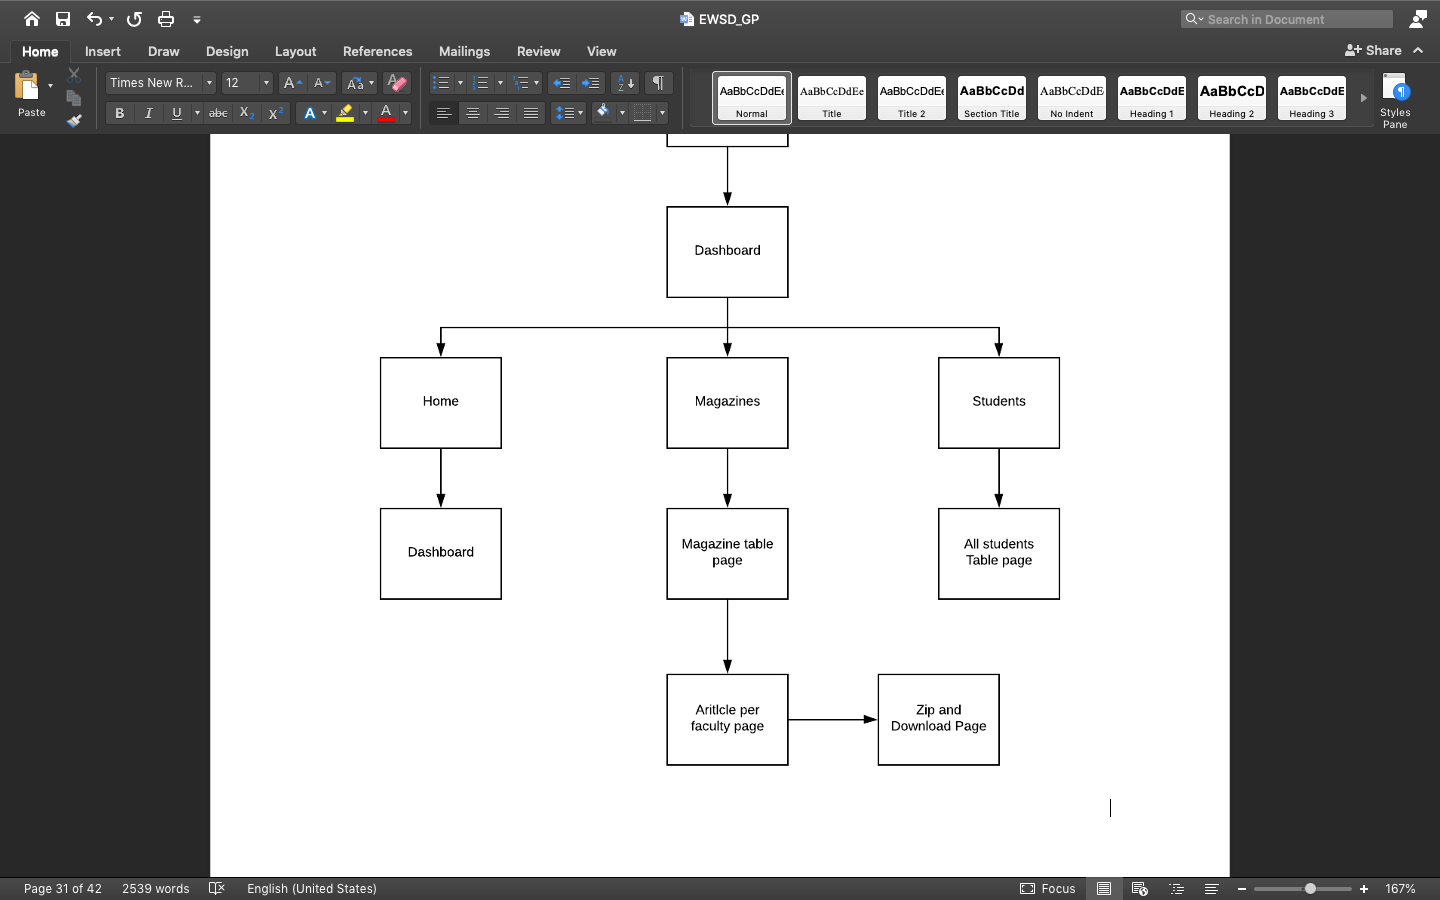 EWSD_GP
Search in Document
Home Insert Draw Design Layout References Mailings Review View
Share
Paste
Times New R... 12
B I U abc X2 X2 A A
AaBbCcDdEe AaBbCcDdEe AaBbCcDdEe AaBbCcDd AaBbCcDdE AaBbCcDdE AaBbCcD AaBbCcDdE
Normal Title Title 2 Section Title No Indent Heading 1 Heading 2 Heading 3
Styles
Pane
Dashboard
Home
Magazines
Students
Dashboard
Magazine table
page
All students
Table page
Aritlcle per
faculty page
Zip and
Download Page
Page 31 of 42 2539 words English (United States) Focus 167%